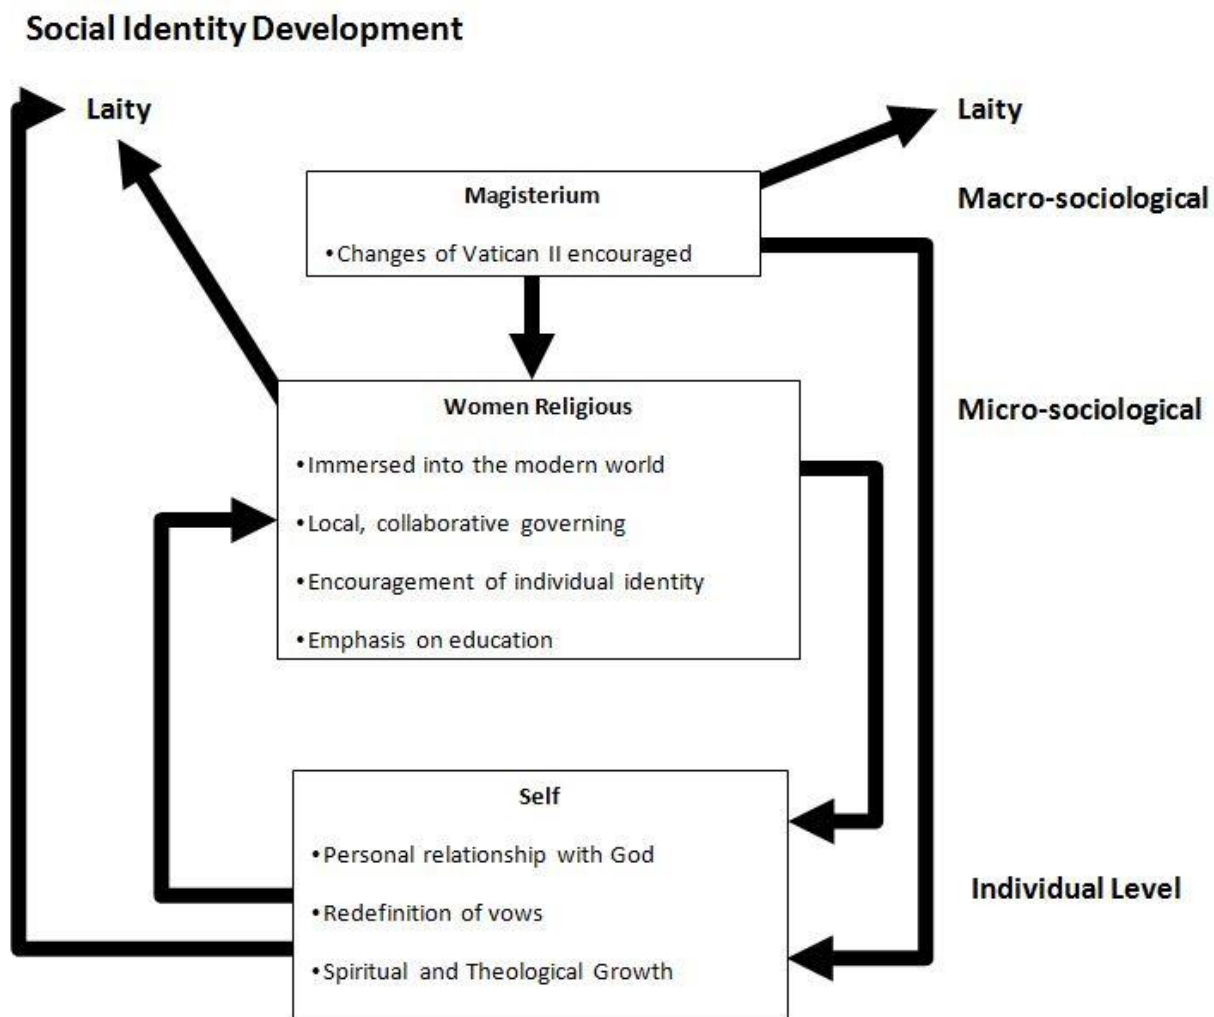 Social Identity Development
Laity
Laity
Magisterium
•Changes of Vatican II encouraged
Macro-sociological
Women Religious
•Immersed into the modern world
•Local, collaborative governing
•Encouragement of individual identity
•Emphasis on education
Micro-sociological
Self
•Personal relationship with God
•Redefinition of vows
•Spiritual and Theological Growth
Individual Level